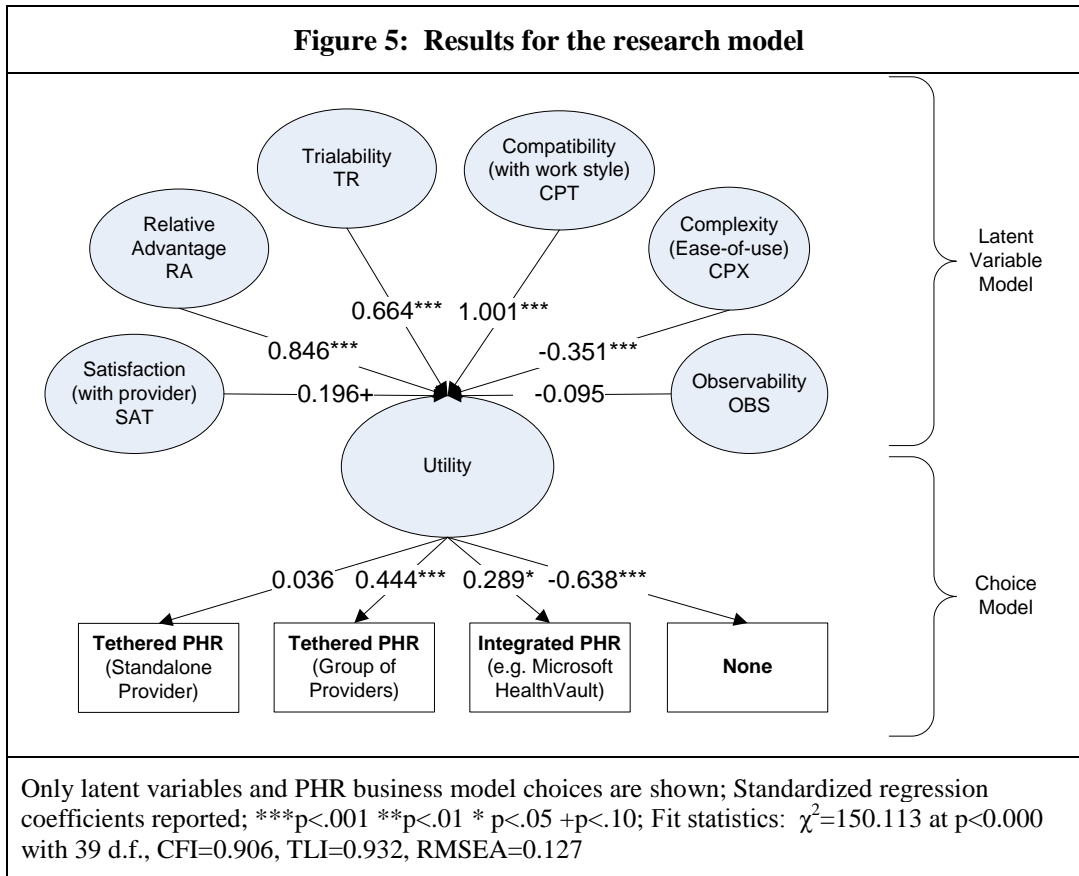 Figure 5:  Results for the research model
Trialability
TR
Compatibility
(with work style)
CPT
Relative
Advantage
RA
Complexity
(Ease-of-use)
CPX
Latent
Variable
Model
0.664***
1.001***
0.846***
-0.351***
Satisfaction
(with provider)
SAT
0.196+
-0.095
Observability
OBS
Utility
0.036
0.444***
0.289*
-0.638***
Choice
Model
Tethered PHR
(Standalone
Provider)
Tethered PHR
(Group of
Providers)
Integrated PHR
(e.g. Microsoft
HealthVault)
None
Only latent variables and PHR business model choices are shown; Standardized regression
coefficients reported; ***p<.001 **p<.01 * p<.05 +p<.10; Fit statistics:  χ²=150.113 at p<0.000
with 39 d.f., CFI=0.906, TLI=0.932, RMSEA=0.127